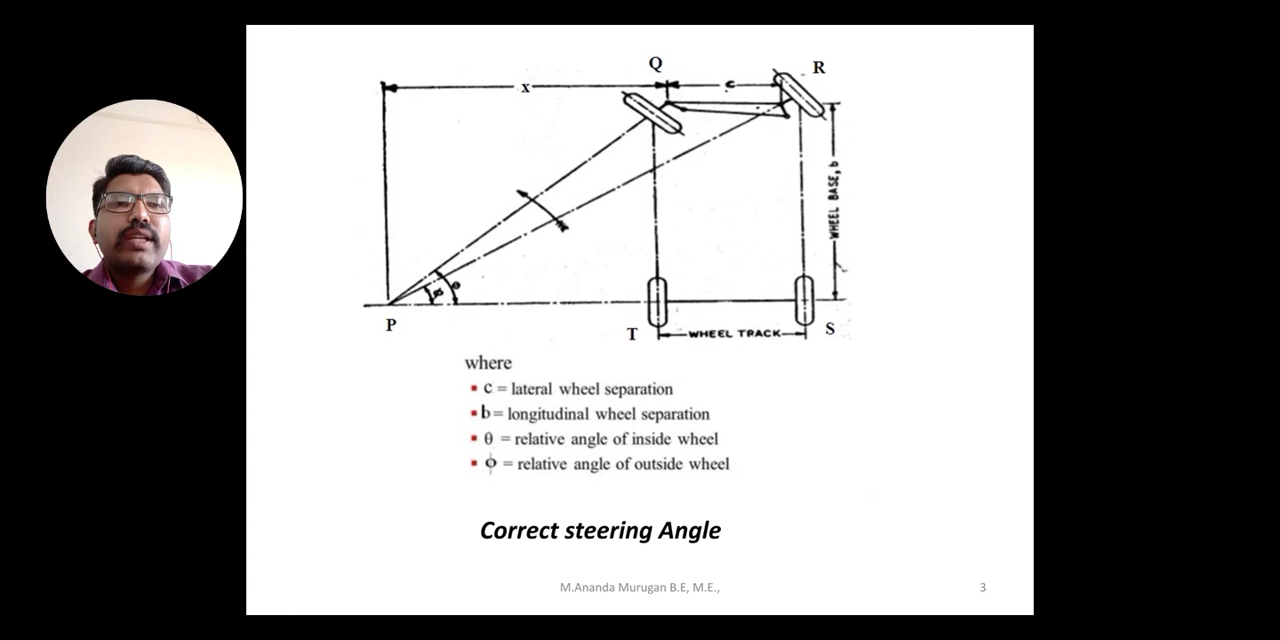 Q
R
x
c
WHEEL BASE, b
θ
P
T
WHEEL TRACK
S
where
▪ c = lateral wheel separation
▪ b = longitudinal wheel separation
▪ θ = relative angle of inside wheel
▪ ϕ = relative angle of outside wheel
Correct steering Angle
M.Ananda Murugan B.E, M.E.,
3